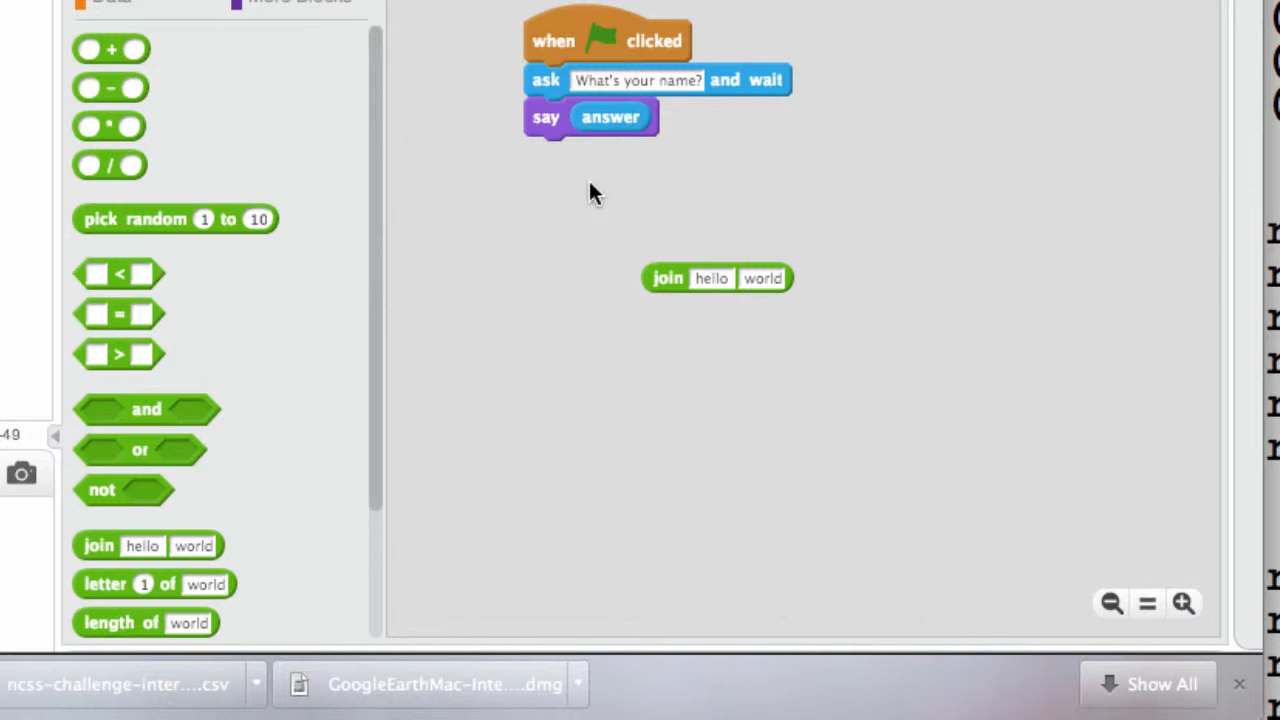 when clicked
ask What's your name? and wait
say answer
join hello world
+
-
*
/
pick random 1 to 10
<
=
>
and
or
not
join hello world
letter 1 of world
length of world
-49
ncss-challenge-inter....csv
GoogleEarthMac-Inte....dmg
Show All